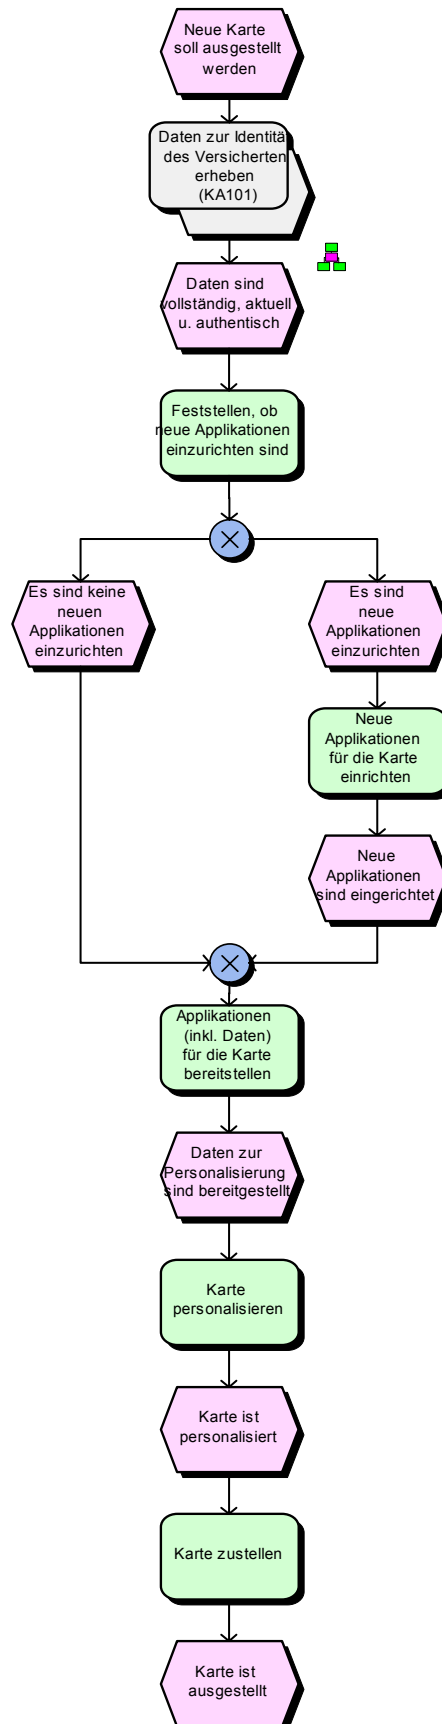 Neue Karte
soll ausgestellt
werden
Daten zur Identitä
des Versicherten
erheben
(KA101)
Daten sind
vollständig, aktuell
u. authentisch
Feststellen, ob
neue Applikationen
einzurichten sind
Es sind keine
neuen
Applikationen
einzurichten
Es sind
neue
Applikationen
einzurichten
Neue
Applikationen
für die Karte
einrichten
Neue
Applikationen
sind eingerichtet
Applikationen
(inkl. Daten)
für die Karte
bereitstellen
Daten zur
Personalisierung
sind bereitgestellt
Karte
personalisieren
Karte ist
personalisiert
Karte zustellen
Karte ist
ausgestellt